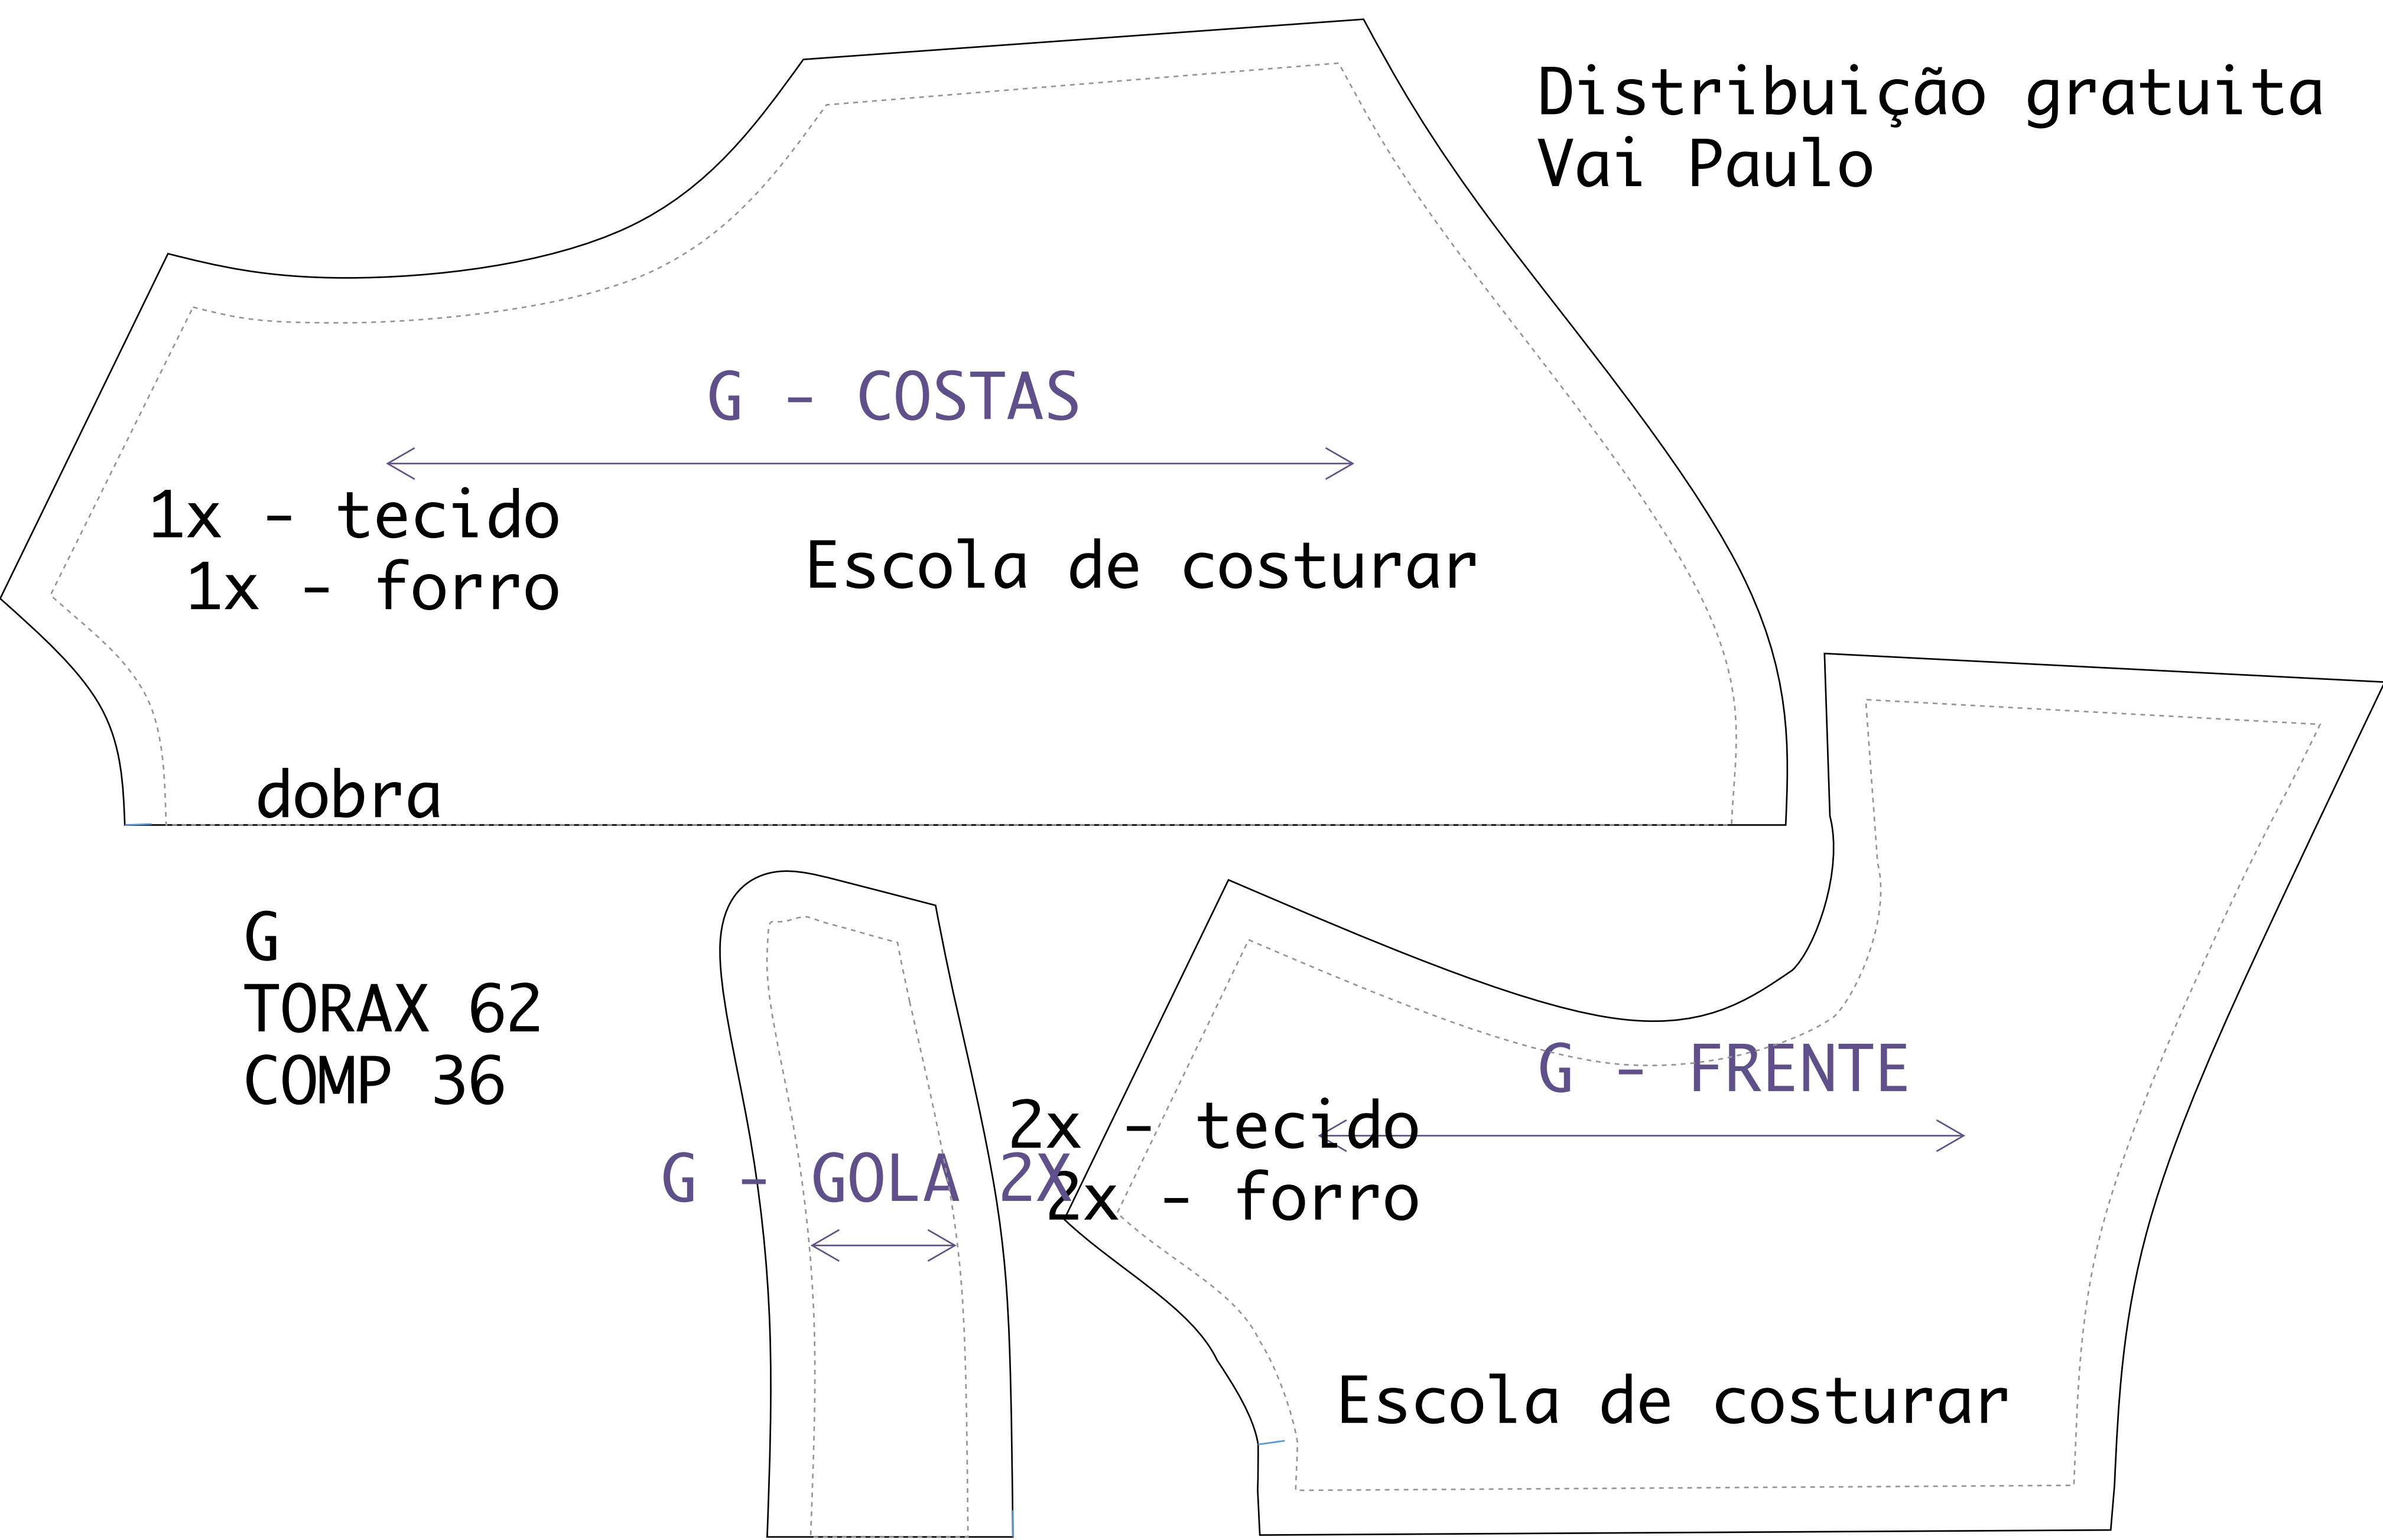 Distribuição gratuita
Vai Paulo
G - COSTAS
1x - tecido
1x - forro
Escola de costurar
dobra
G
TORAX 62
COMP 36
G - GOLA 2X
2x - tecido
2x - forro
G - FRENTE
Escola de costurar